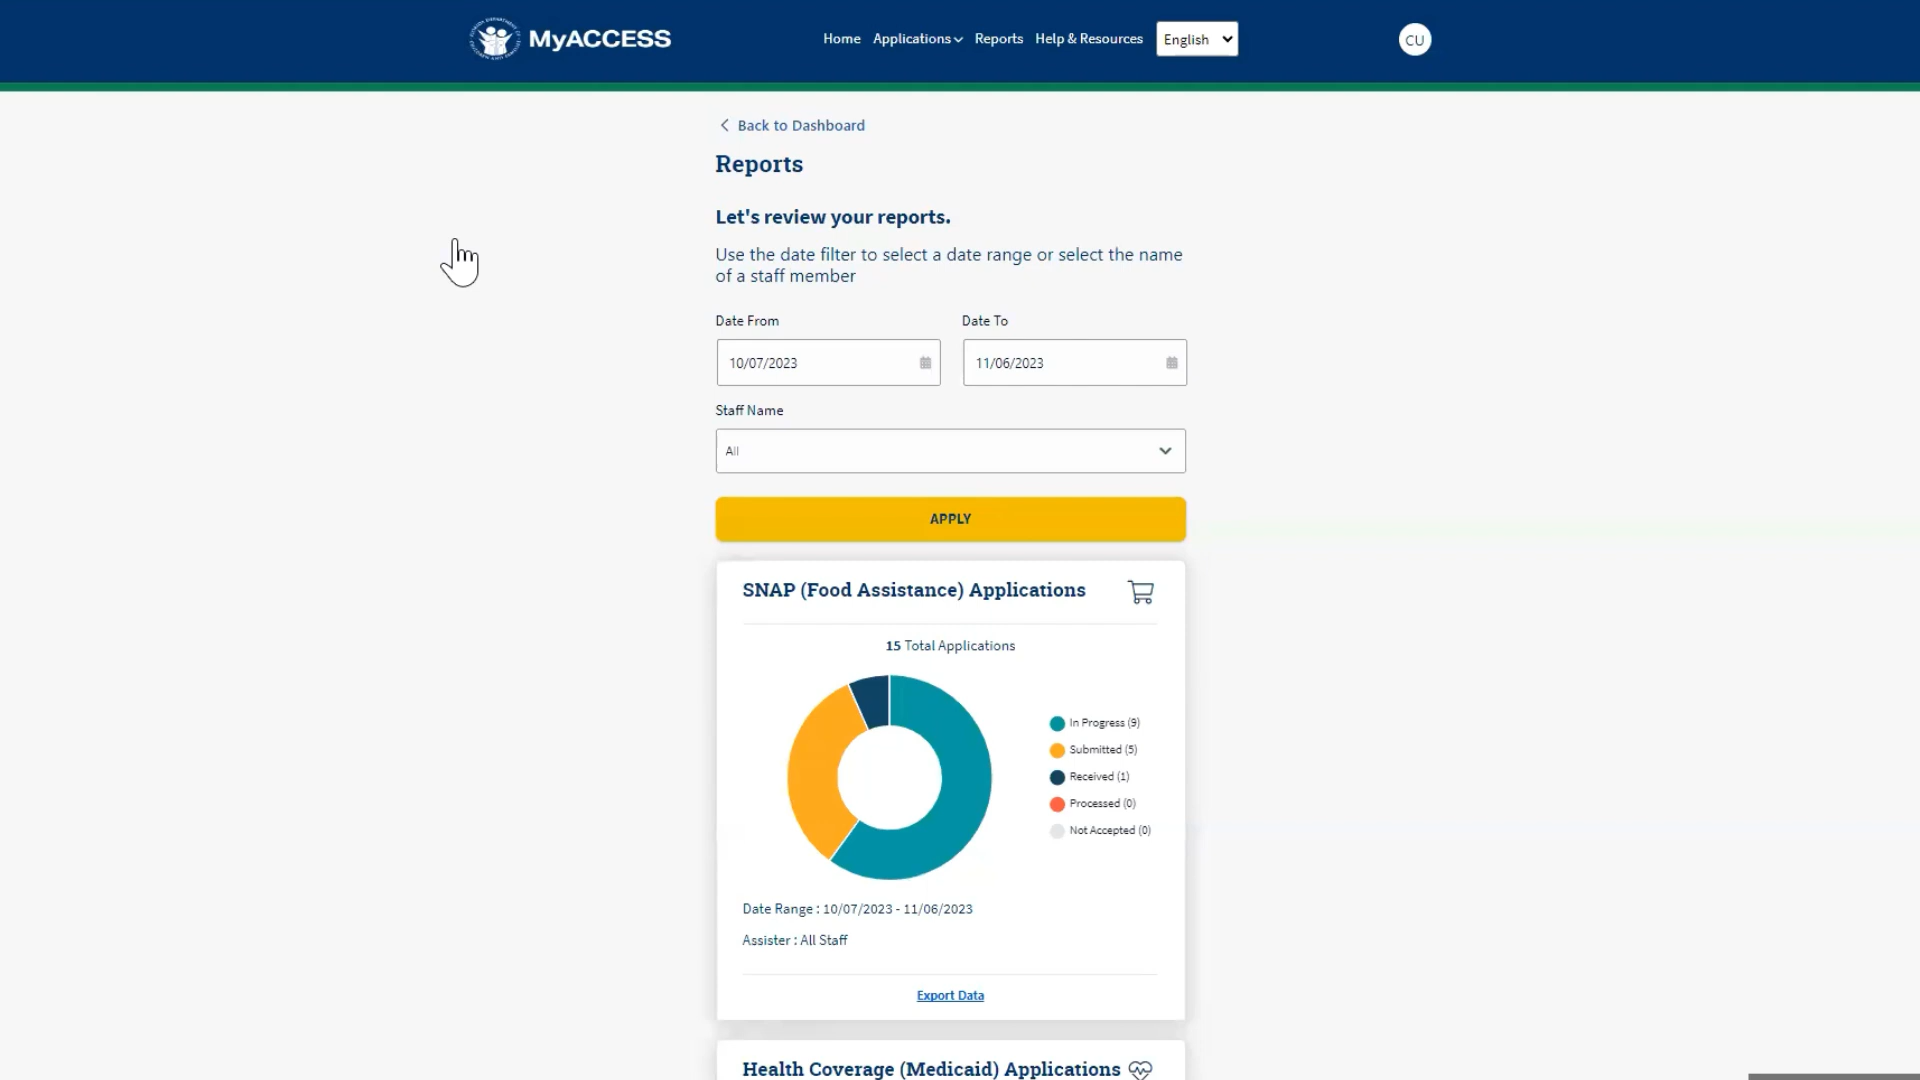 MyACCESS
Home Applications Reports Help & Resources English CU
Back to Dashboard
Reports
Let's review your reports.
Use the date filter to select a date range or select the name
of a staff member
Date From Date To
10/07/2023 11/06/2023
Staff Name
All
APPLY
SNAP (Food Assistance) Applications
15 Total Applications
In Progress (9)
Submitted (5)
Received (1)
Processed (0)
Not Accepted (0)
Date Range : 10/07/2023 - 11/06/2023
Assister : All Staff
Export Data
Health Coverage (Medicaid) Applications